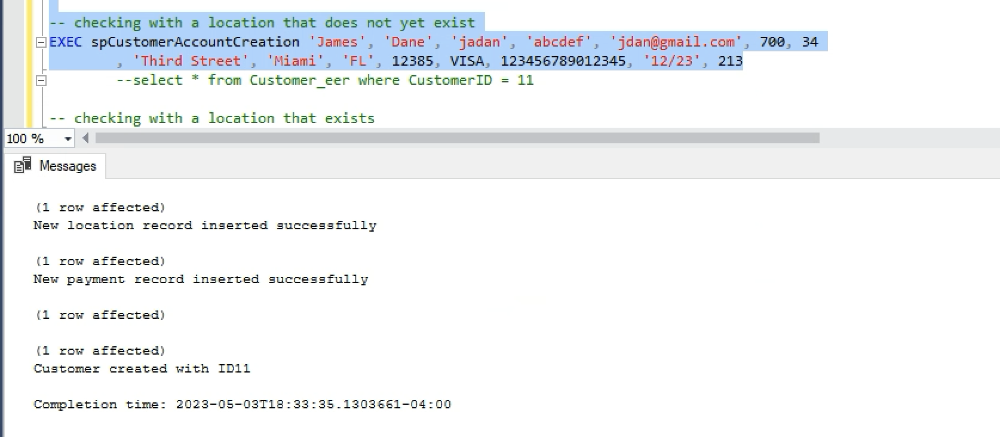 -- checking with a location that does not yet exist
EXEC spCustomerAccountCreation 'James', 'Dane', 'jadan', 'abcdef', 'jdan@gmail.com', 700, 34
, 'Third Street', 'Miami', 'FL', 12385, VISA, 123456789012345, '12/23', 213
--select * from Customer_eer where CustomerID = 11
-- checking with a location that exists
100 %
Messages
(1 row affected)
New location record inserted successfully
(1 row affected)
New payment record inserted successfully
(1 row affected)
(1 row affected)
Customer created with ID11
Completion time: 2023-05-03T18:33:35.1303661-04:00